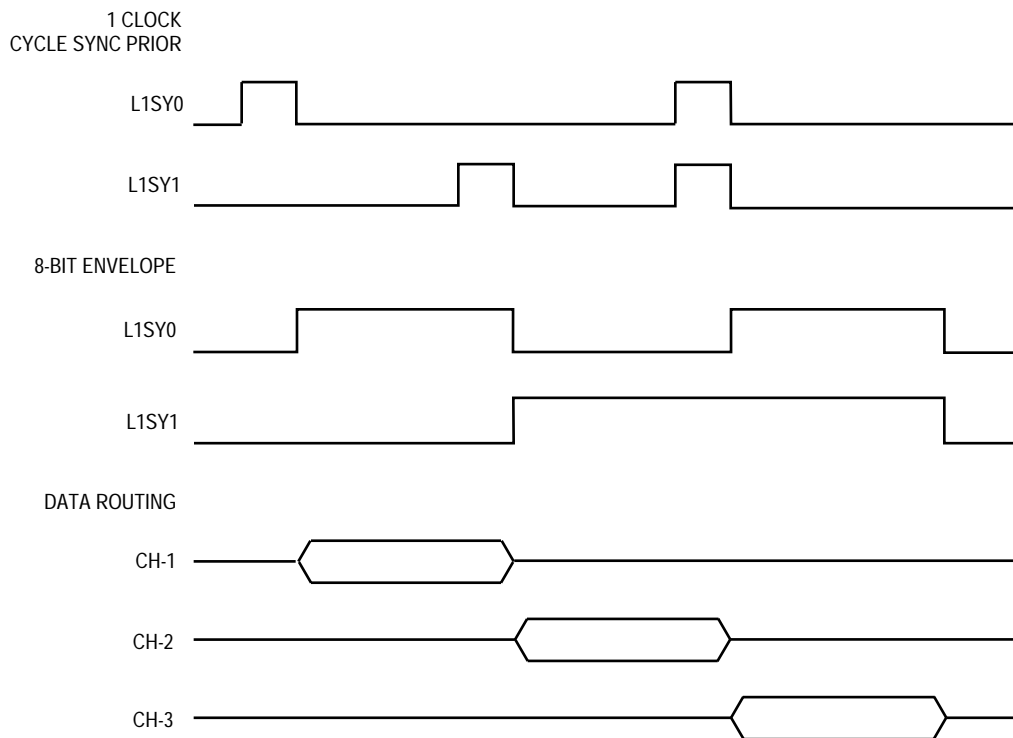 1 CLOCK
CYCLE SYNC PRIOR
L1SY0
L1SY1
8-BIT ENVELOPE
L1SY0
L1SY1
DATA ROUTING
CH-1
CH-2
CH-3